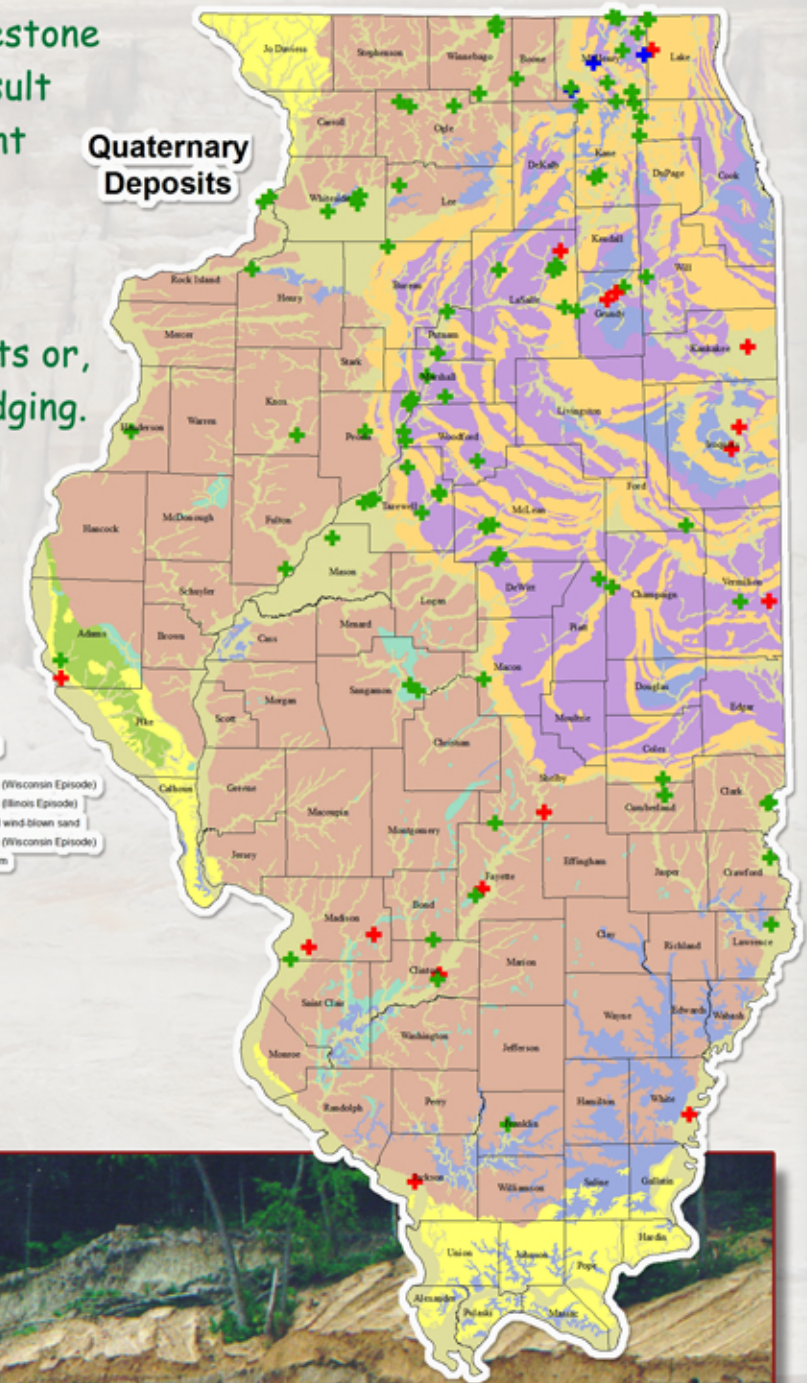 estone
sult
nt
Quaternary
Deposits
ts or,
dging.
Jo Daviess
Stephenson
Winnebago
Boone
McHenry
Lake
Carroll
Ogle
DeKalb
Kane
DuPage
Cook
Whiteside
Lee
Kendall
Will
Rock Island
Henry
Bureau
LaSalle
Grundy
Mercer
Putnam
Kankakee
Stark
Marshall
Henderson
Warren
Knox
Peoria
Woodford
Livingston
Iroquois
Ford
Hancock
McDonough
Fulton
Tazewell
McLean
Mason
Schuyler
Logan
DeWitt
Champaign
Vermilion
Adams
Brown
Cass
Menard
Piatt
Macon
Sangamon
Douglas
Edgar
Morgan
Scott
Pike
Moultrie
Christian
Coles
Shelby
Calhoun
Greene
Macoupin
Montgomery
Cumberland
Clark
Jersey
Fayette
Effingham
Jasper
Crawford
Bond
Madison
Clay
Richland
Lawrence
Clinton
Marion
Saint Clair
Wayne
Edwards
Wabash
Washington
Jefferson
Monroe
Randolph
Perry
Hamilton
White
Franklin
Jackson
Williamson
Saline
Gallatin
Union
Johnson
Pope
Hardin
Alexander
Pulaski
Massac
(Wisconsin Episode)
(Illinois Episode)
wind-blown sand
(Wisconsin Episode)